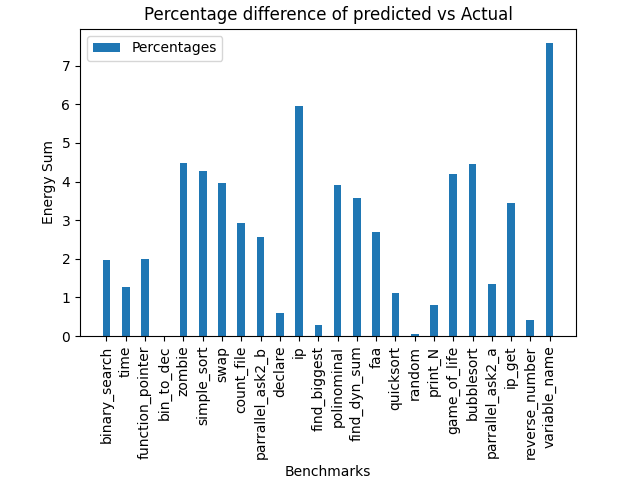 Percentage difference of predicted vs Actual
Percentages
Energy Sum
7
6
5
4
3
2
1
0
binary_search
time
function_pointer
bin_to_dec
zombie
simple_sort
swap
count_file
parrallel_ask2_b
declare
ip
find_biggest
polinominal
find_dyn_sum
faa
quicksort
random
print_N
game_of_life
bubblesort
parrallel_ask2_a
ip_get
reverse_number
variable_name
Benchmarks